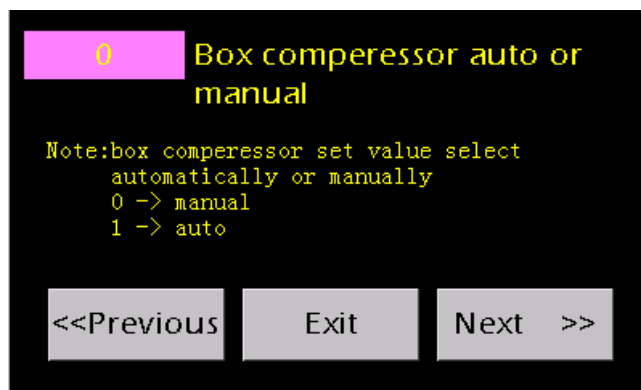 0
Box comperessor auto or
manual
Note:box comperessor set value select
automatically or manually
0 -> manual
1 -> auto
<<Previous
Exit
Next >>